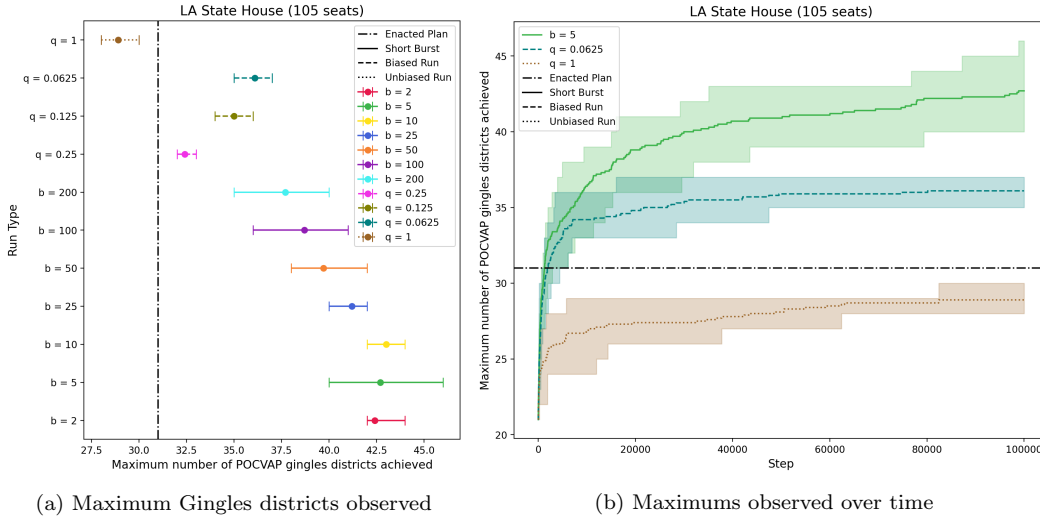 LA State House (105 seats)
q = 1
q = 0.0625
q = 0.125
q = 0.25
b = 200
b = 100
b = 50
b = 25
b = 10
b = 5
b = 2
Run Type
Enacted Plan
Short Burst
Biased Run
Unbiased Run
b = 2
b = 5
b = 10
b = 25
b = 50
b = 100
b = 200
q = 0.25
q = 0.125
q = 0.0625
q = 1
27.5 30.0 32.5 35.0 37.5 40.0 42.5 45.0
Maximum number of POCVAP gingles districts achieved
(a) Maximum Gingles districts observed
LA State House (105 seats)
b = 5
q = 0.0625
q = 1
Enacted Plan
Short Burst
Biased Run
Unbiased Run
Maximum number of POCVAP gingles districts achieved
45
40
35
30
25
20
0 20000 40000 60000 80000 100000
Step
(b) Maximums observed over time